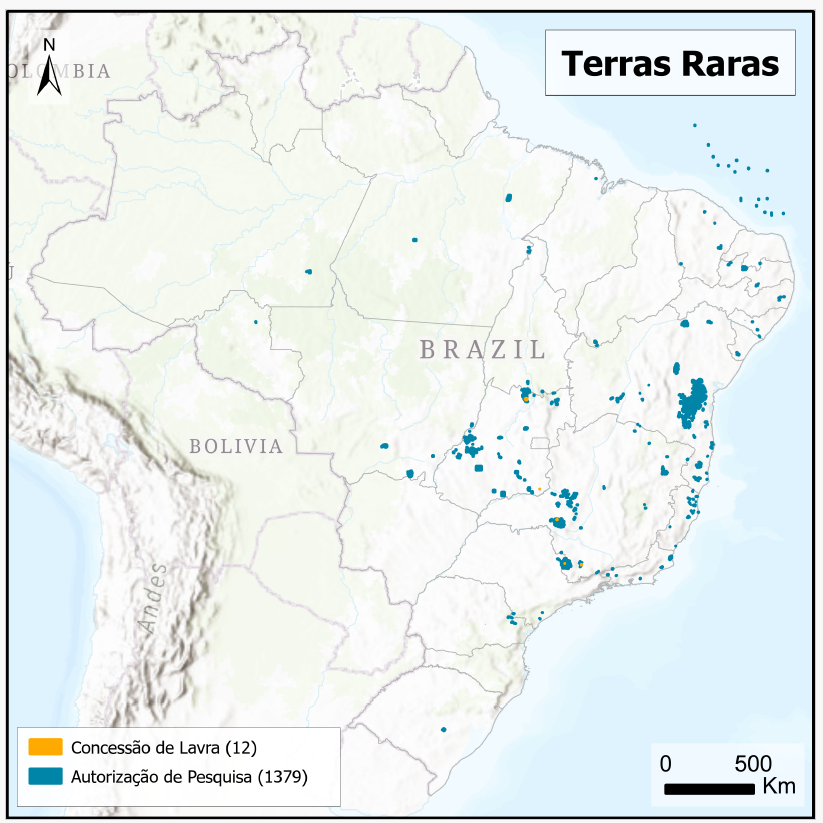 N
OLOMBIA
Terras Raras
BRAZIL
BOLIVIA
Andes
Concessão de Lavra (12)
Autorização de Pesquisa (1379)
0 500
Km